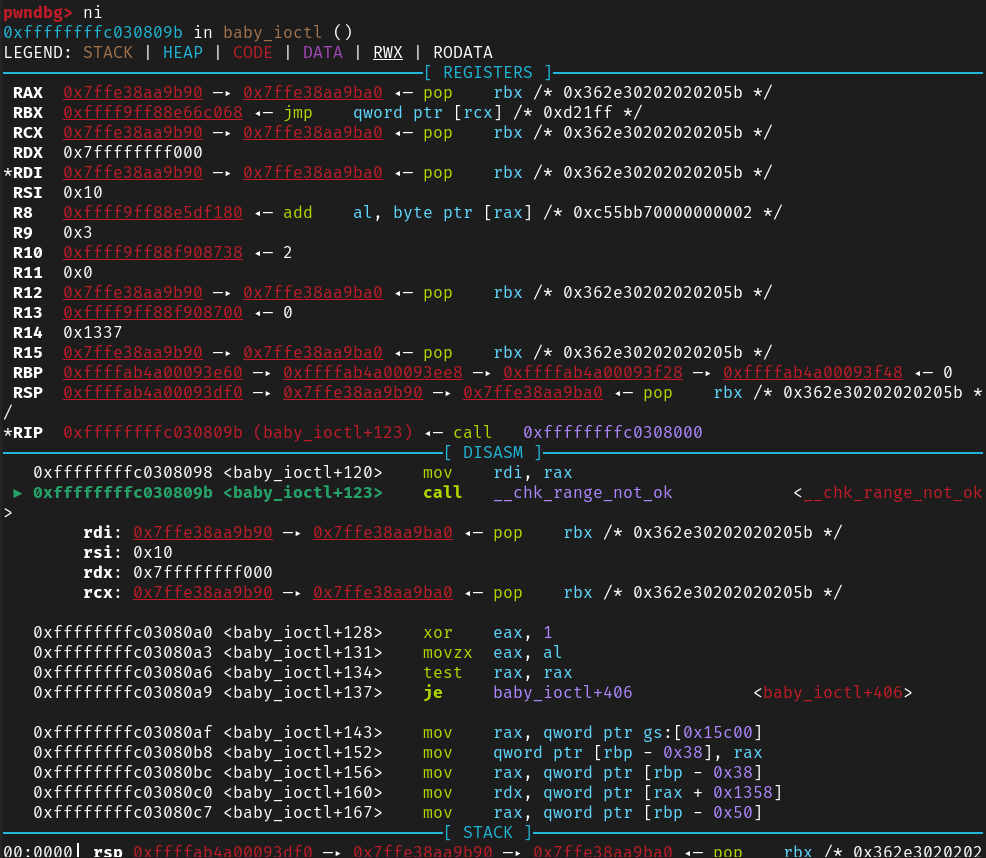 pwndbg> ni
0xffffffffc030809b in baby_ioctl ()
LEGEND: STACK | HEAP | CODE | DATA | RWX | RODATA
[ REGISTERS ]
RAX  0x7ffe38aa9b90 —▸ 0x7ffe38aa9ba0 ◂— pop    rbx /* 0x362e30202020205b */
RBX  0xffff9ff88e66c068 ◂— jmp    qword ptr [rcx] /* 0xd21ff */
RCX  0x7ffe38aa9b90 —▸ 0x7ffe38aa9ba0 ◂— pop    rbx /* 0x362e30202020205b */
RDX  0x7ffffffff000
*RDI  0x7ffe38aa9b90 —▸ 0x7ffe38aa9ba0 ◂— pop    rbx /* 0x362e30202020205b */
RSI  0x10
R8   0xffff9ff88e5df180 ◂— add    al, byte ptr [rax] /* 0xc55bb70000000002 */
R9   0x3
R10  0xffff9ff88f908738 ◂— 2
R11  0x0
R12  0x7ffe38aa9b90 —▸ 0x7ffe38aa9ba0 ◂— pop    rbx /* 0x362e30202020205b */
R13  0xffff9ff88f908700 ◂— 0
R14  0x1337
R15  0x7ffe38aa9b90 —▸ 0x7ffe38aa9ba0 ◂— pop    rbx /* 0x362e30202020205b */
RBP  0xffffab4a00093e60 —▸ 0xffffab4a00093ee8 —▸ 0xffffab4a00093f28 —▸ 0xffffab4a00093f48 ◂— 0
RSP  0xffffab4a00093df0 —▸ 0x7ffe38aa9b90 —▸ 0x7ffe38aa9ba0 ◂— pop    rbx /* 0x362e30202020205b *
/
*RIP  0xffffffffc030809b (baby_ioctl+123) ◂— call   0xffffffffc0308000
[ DISASM ]
0xffffffffc0308098 <baby_ioctl+120>    mov    rdi, rax
► 0xffffffffc030809b <baby_ioctl+123>    call   __chk_range_not_ok            <__chk_range_not_ok
>
rdi: 0x7ffe38aa9b90 —▸ 0x7ffe38aa9ba0 ◂— pop    rbx /* 0x362e30202020205b */
rsi: 0x10
rdx: 0x7ffffffff000
rcx: 0x7ffe38aa9b90 —▸ 0x7ffe38aa9ba0 ◂— pop    rbx /* 0x362e30202020205b */
0xffffffffc03080a0 <baby_ioctl+128>    xor    eax, 1
0xffffffffc03080a3 <baby_ioctl+131>    movzx  eax, al
0xffffffffc03080a6 <baby_ioctl+134>    test   rax, rax
0xffffffffc03080a9 <baby_ioctl+137>    je     baby_ioctl+406            <baby_ioctl+406>
0xffffffffc03080af <baby_ioctl+143>    mov    rax, qword ptr gs:[0x15c00]
0xffffffffc03080b8 <baby_ioctl+152>    mov    qword ptr [rbp - 0x38], rax
0xffffffffc03080bc <baby_ioctl+156>    mov    rax, qword ptr [rbp - 0x38]
0xffffffffc03080c0 <baby_ioctl+160>    mov    rdx, qword ptr [rax + 0x1358]
0xffffffffc03080c7 <baby_ioctl+167>    mov    rax, qword ptr [rbp - 0x50]
[ STACK ]
00:0000│ rsp 0xffffab4a00093df0 —▸ 0x7ffe38aa9b90 —▸ 0x7ffe38aa9ba0 ◂— pop    rbx /* 0x362e3020202